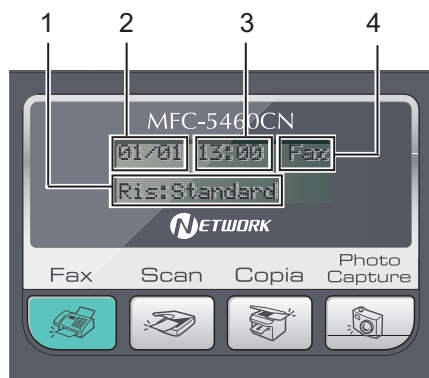 1 2 3 4
MFC-5460CN
01/01 13:00 Fax
Ris:Standard
NETWORK
Fax Scan Copia Photo Capture